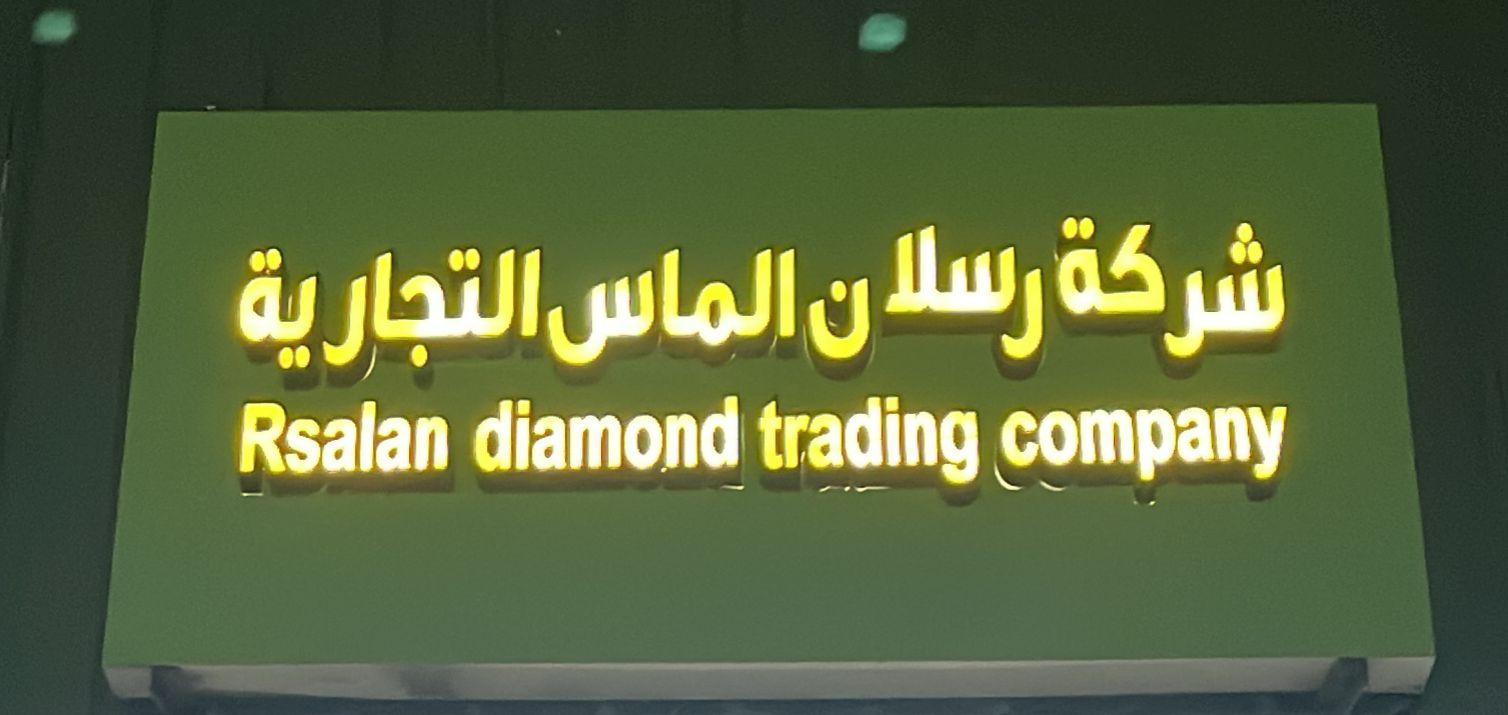 شركة رسلان الماس التجارية
Rsalan diamond trading company